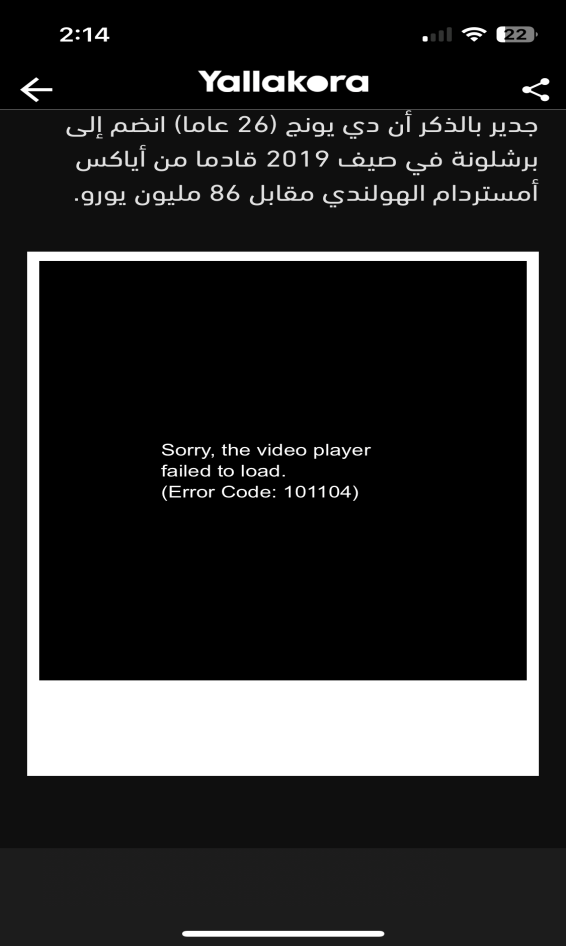 2:14
22
Yallakora
جدير بالذكر أن دي يونج (26 عاما) انضم إلى
برشلونة في صيف 2019 قادما من أياكس
أمستردام الهولندي مقابل 86 مليون يورو.
Sorry, the video player
failed to load.
(Error Code: 101104)